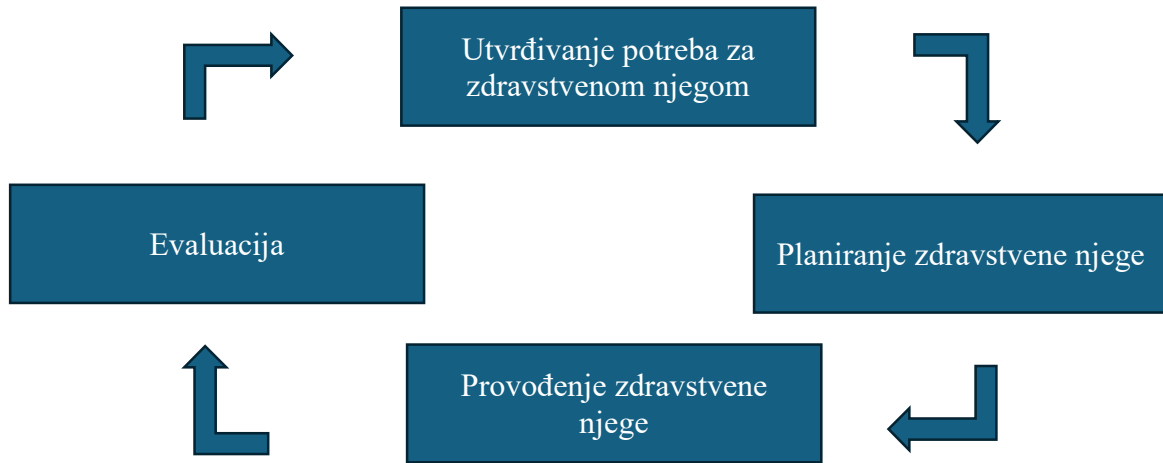 Utvrđivanje potreba za
zdravstvenom njegom
Planiranje zdravstvene njege
Provođenje zdravstvene
njege
Evaluacija